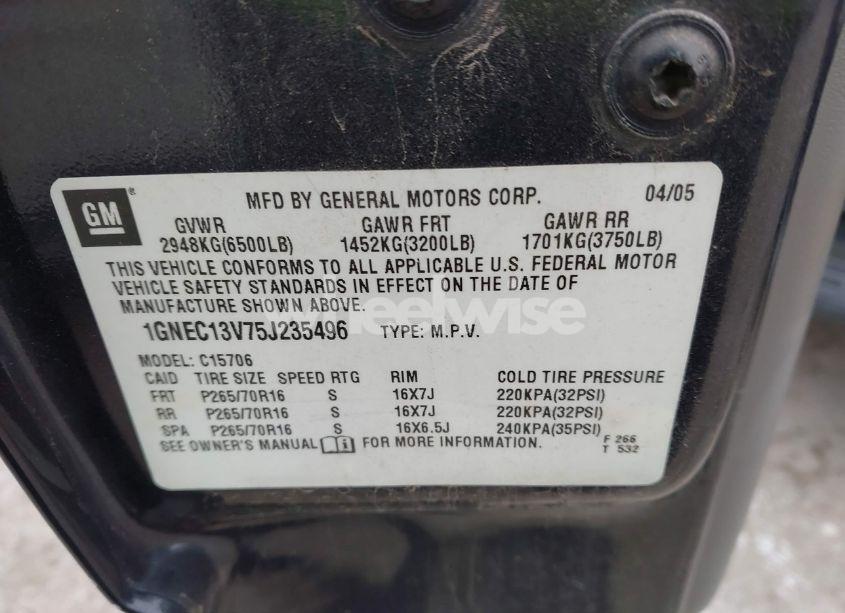 GM ®
MFD BY GENERAL MOTORS CORP. 04/05
GVWR GAWR FRT GAWR RR
2948KG(6500LB) 1452KG(3200LB) 1701KG(3750LB)
THIS VEHICLE CONFORMS TO ALL APPLICABLE U.S. FEDERAL MOTOR
VEHICLE SAFETY STANDARDS IN EFFECT ON THE DATE OF
MANUFACTURE SHOWN ABOVE.
1GNEC13V75J235496 TYPE: M.P.V.
wheelwise
MODEL: C15706
CAID TIRE SIZE SPEED RTG RIM COLD TIRE PRESSURE
FRT P265/70R16 S 16X7J 220KPA(32PSI)
RR P265/70R16 S 16X7J 220KPA(32PSI)
SPA P265/70R16 S 16X6.5J 240KPA(35PSI)
SEE OWNER'S MANUAL FOR MORE INFORMATION. F 266
T 532